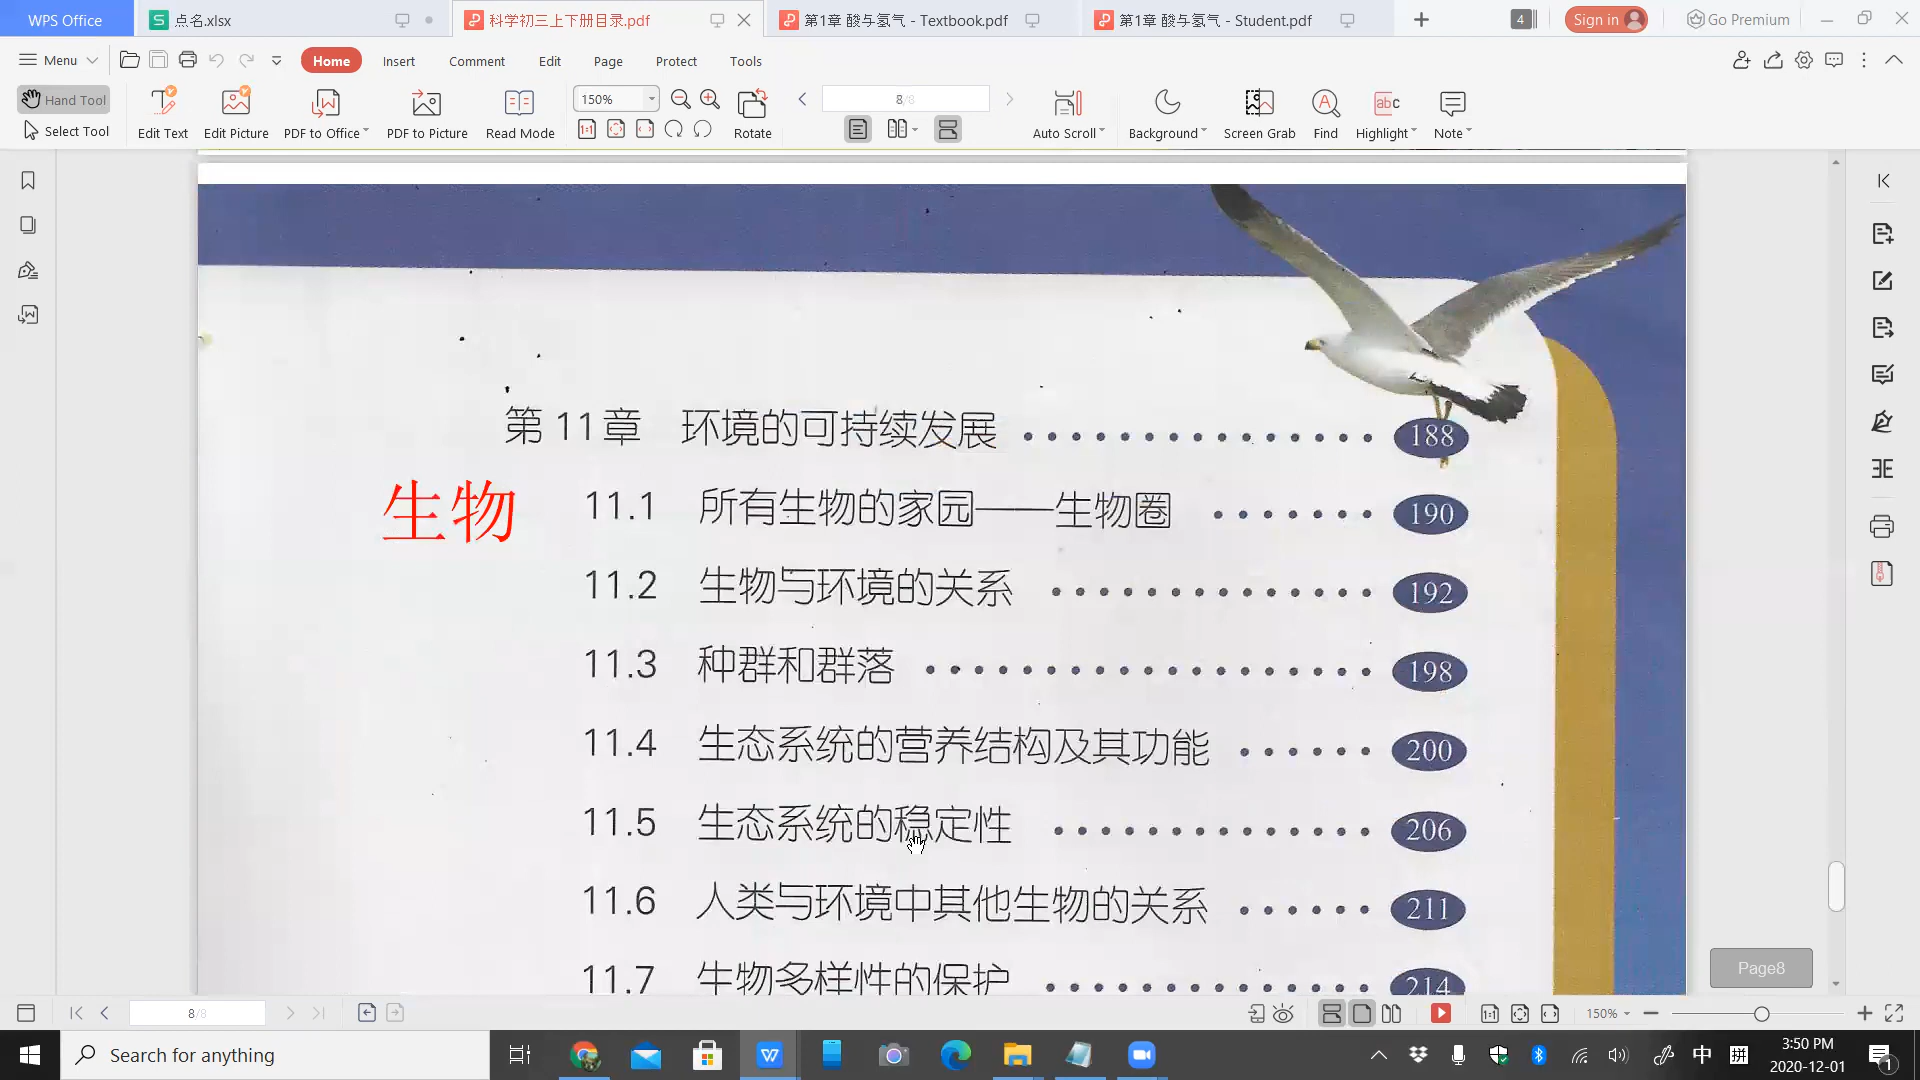 WPS Office
点名.xlsx
科学初三上下册目录.pdf
第1章 酸与氢气 - Textbook.pdf
第1章 酸与氢气 - Student.pdf
4
Sign in
Go Premium
Menu
Home
Insert
Comment
Edit
Page
Protect
Tools
Hand Tool
Select Tool
Edit Text
Edit Picture
PDF to Office
PDF to Picture
Read Mode
150%
Rotate
8/8
Auto Scroll
Background
Screen Grab
Find
Highlight
Note
第11章 环境的可持续发展 188
生物
11.1 所有生物的家园——生物圈 190
11.2 生物与环境的关系 192
11.3 种群和群落 198
11.4 生态系统的营养结构及其功能 200
11.5 生态系统的稳定性 206
11.6 人类与环境中其他生物的关系 211
11.7 生物多样性的保护 214
Page8
8/8
150%
Search for anything
中
拼
3:50 PM
2020-12-01
1